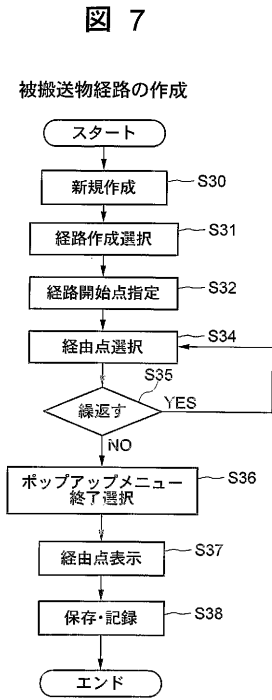 図 7
被搬送物経路の作成
スタート
新規作成
S30
経路作成選択
S31
経路開始点指定
S32
経由点選択
S34
S35
繰返す
YES
NO
ポップアップメニュー
終了選択
S36
経由点表示
S37
保存・記録
S38
エンド